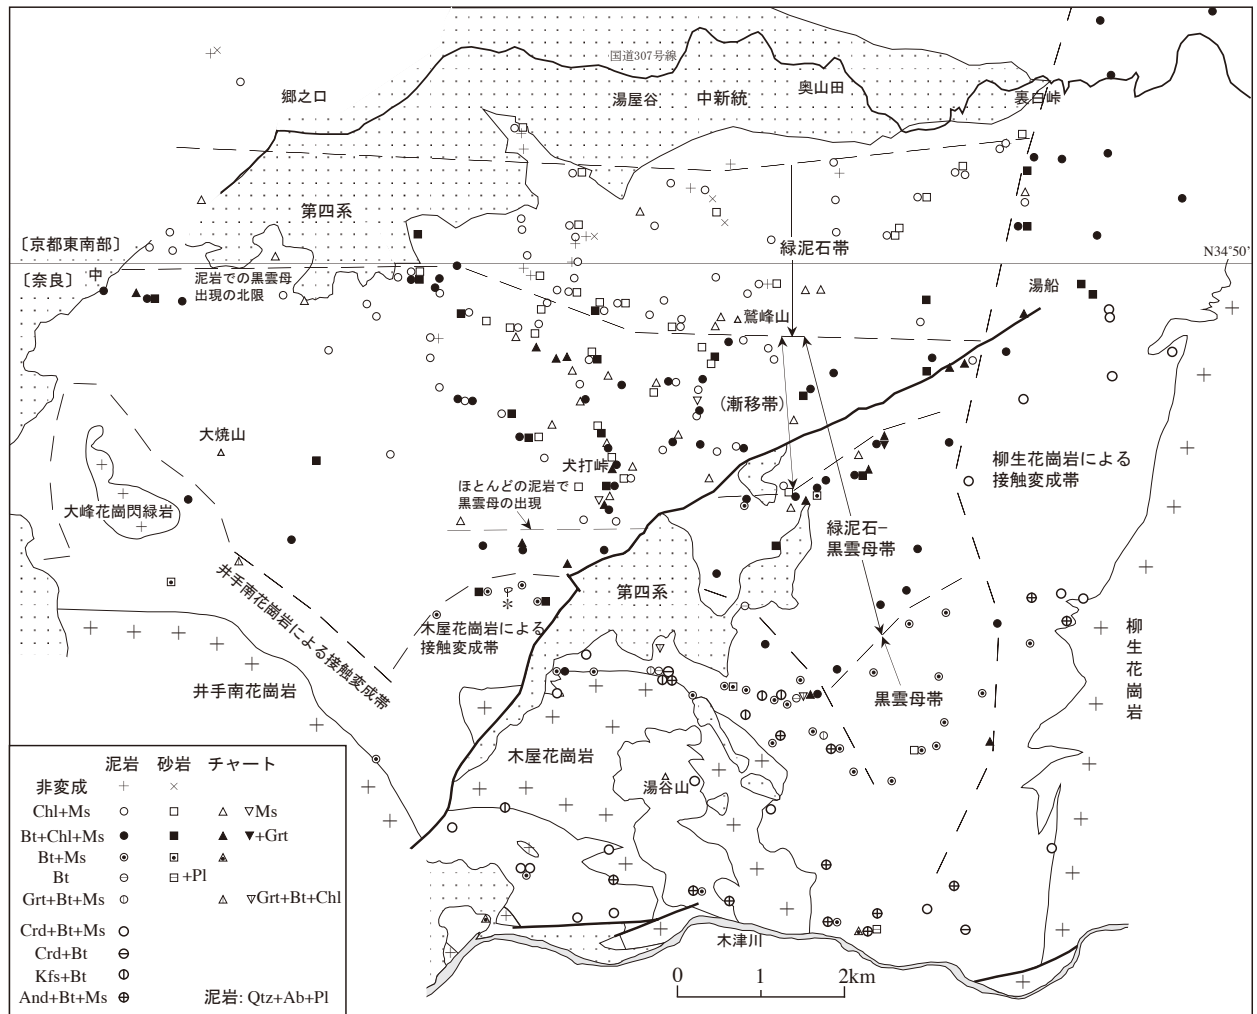 国道307号線
郷之口
湯屋谷
中新統
奥山田
裏白峠
第四系
〔京都東南部〕
緑泥石帯
N34°50'
〔奈良〕
中
泥岩での黒雲母
出現の北限
湯船
鷲峰山
(漸移帯)
大焼山
犬打峠
柳生花崗岩による
接触変成帯
ほとんどの泥岩で
黒雲母の出現
大峰花崗閃緑岩
緑泥石−
黒雲母帯
井手南花崗岩による接触変成帯
第四系
木屋花崗岩による
接触変成帯
柳生花崗岩
井手南花崗岩
黒雲母帯
木屋花崗岩
湯谷山
泥岩 砂岩 チャート
非変成
Chl+Ms Ms
Bt+Chl+Ms +Grt
Bt+Ms
Bt +Pl
Grt+Bt+Ms Grt+Bt+Chl
Crd+Bt+Ms
Crd+Bt
Kfs+Bt
And+Bt+Ms 泥岩: Qtz+Ab+Pl
木津川
0 1 2km